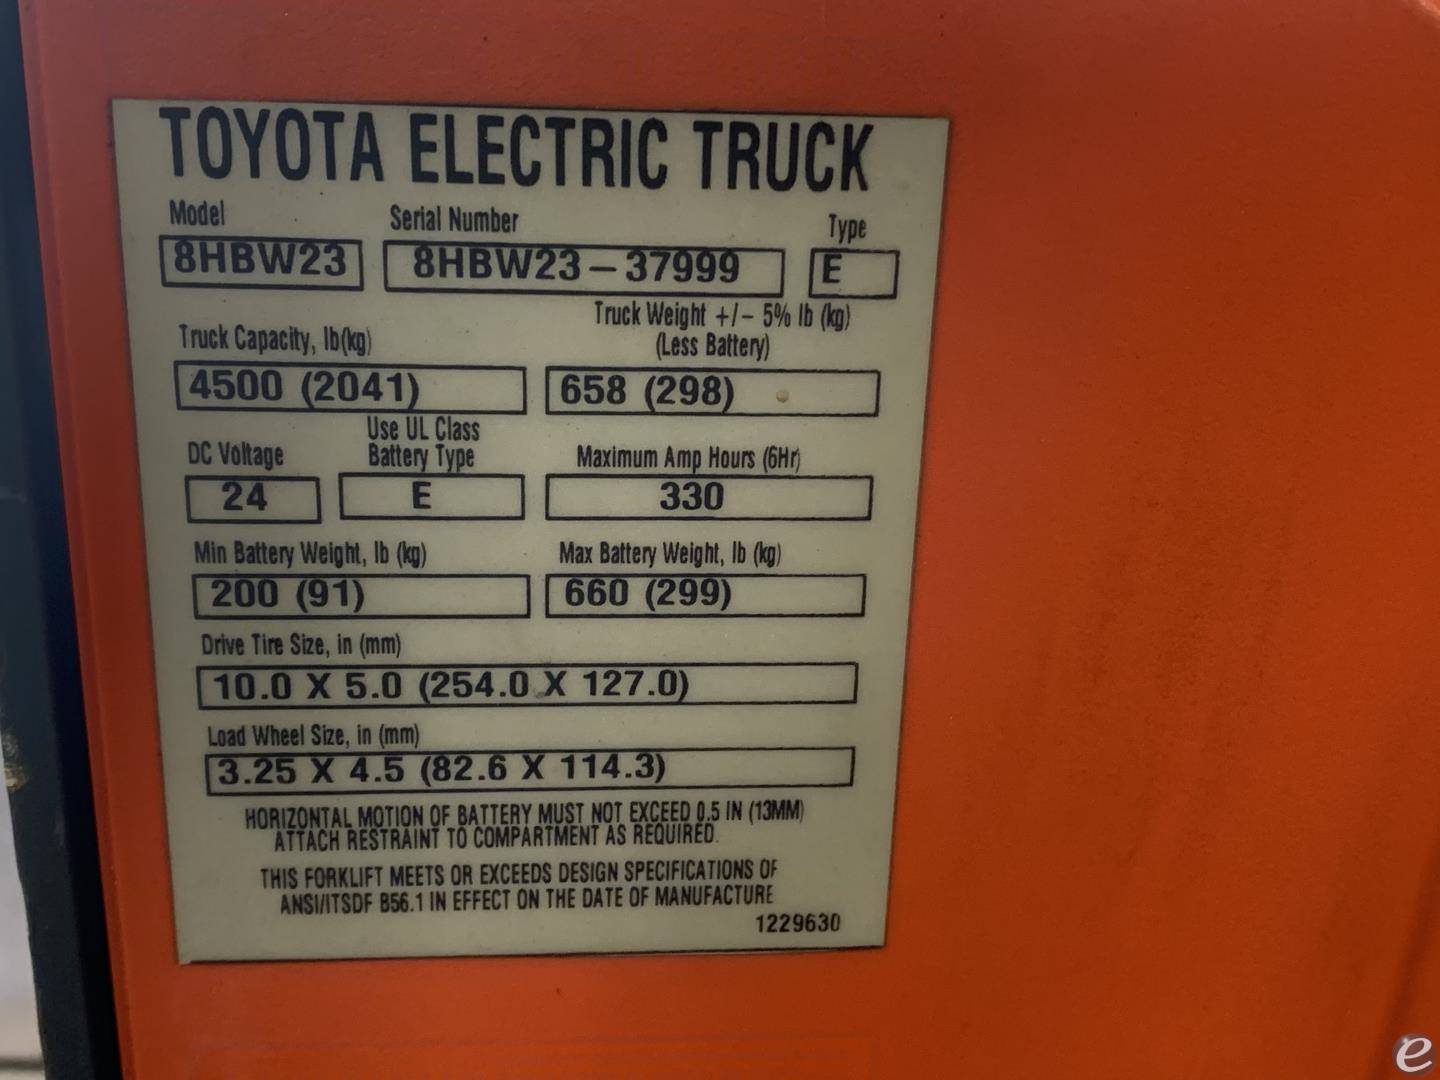 TOYOTA ELECTRIC TRUCK
Model Serial Number Type
8HBW23 8HBW23-37999 E
Truck Capacity, lb(kg) Truck Weight +/- 5% lb (kg)
(Less Battery)
4500 (2041) 658 (298)
DC Voltage Use UL Class
Battery Type Maximum Amp Hours (6Hr)
24 E 330
Min Battery Weight, lb (kg) Max Battery Weight, lb (kg)
200 (91) 660 (299)
Drive Tire Size, in (mm)
10.0 X 5.0 (254.0 X 127.0)
Load Wheel Size, in (mm)
3.25 X 4.5 (82.6 X 114.3)
HORIZONTAL MOTION OF BATTERY MUST NOT EXCEED 0.5 IN (13MM)
ATTACH RESTRAINT TO COMPARTMENT AS REQUIRED.
THIS FORKLIFT MEETS OR EXCEEDS DESIGN SPECIFICATIONS OF
ANSI/ITSDF B56.1 IN EFFECT ON THE DATE OF MANUFACTURE
1229630
e